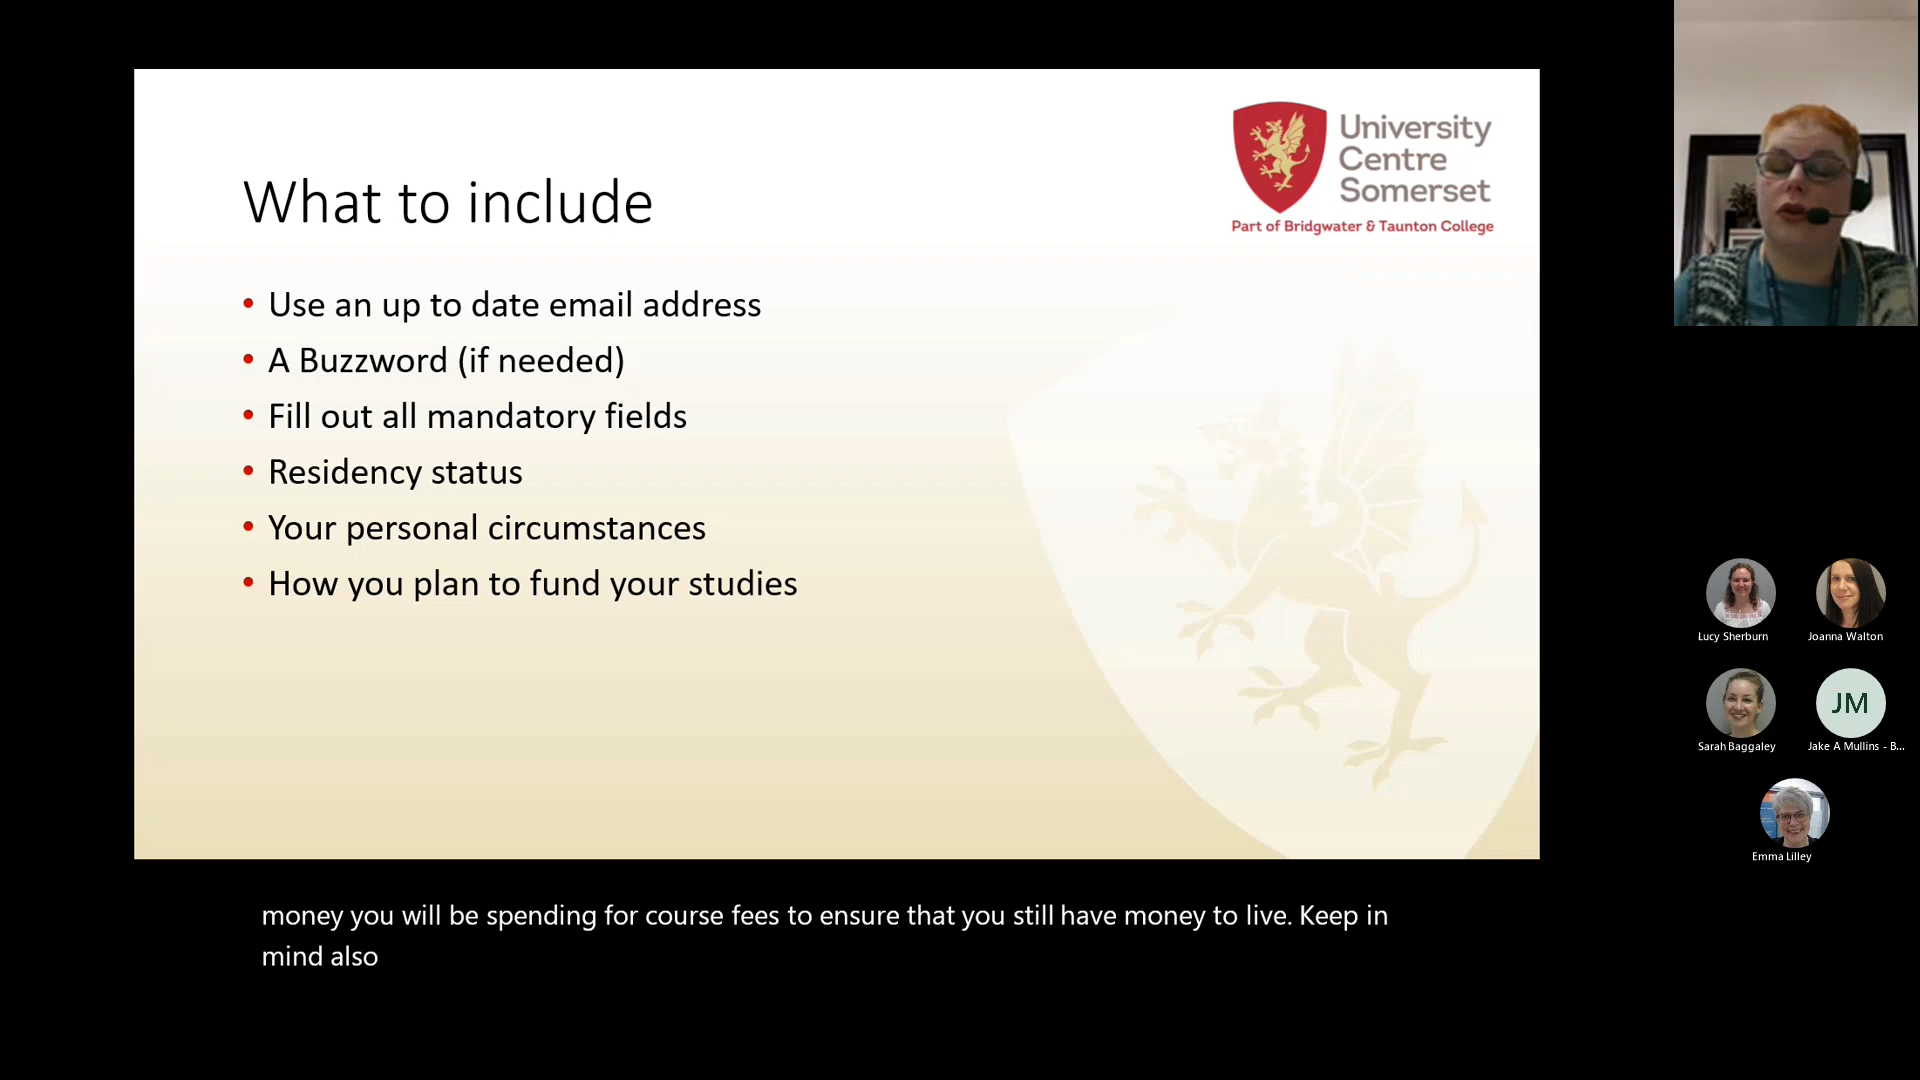 What to include
University
Centre
Somerset
Part of Bridgwater & Taunton College
• Use an up to date email address
• A Buzzword (if needed)
• Fill out all mandatory fields
• Residency status
• Your personal circumstances
• How you plan to fund your studies
Lucy Sherburn
Joanna Walton
JM
Sarah Baggaley
Jake A Mullins - B...
Emma Lilley
money you will be spending for course fees to ensure that you still have money to live. Keep in
mind also